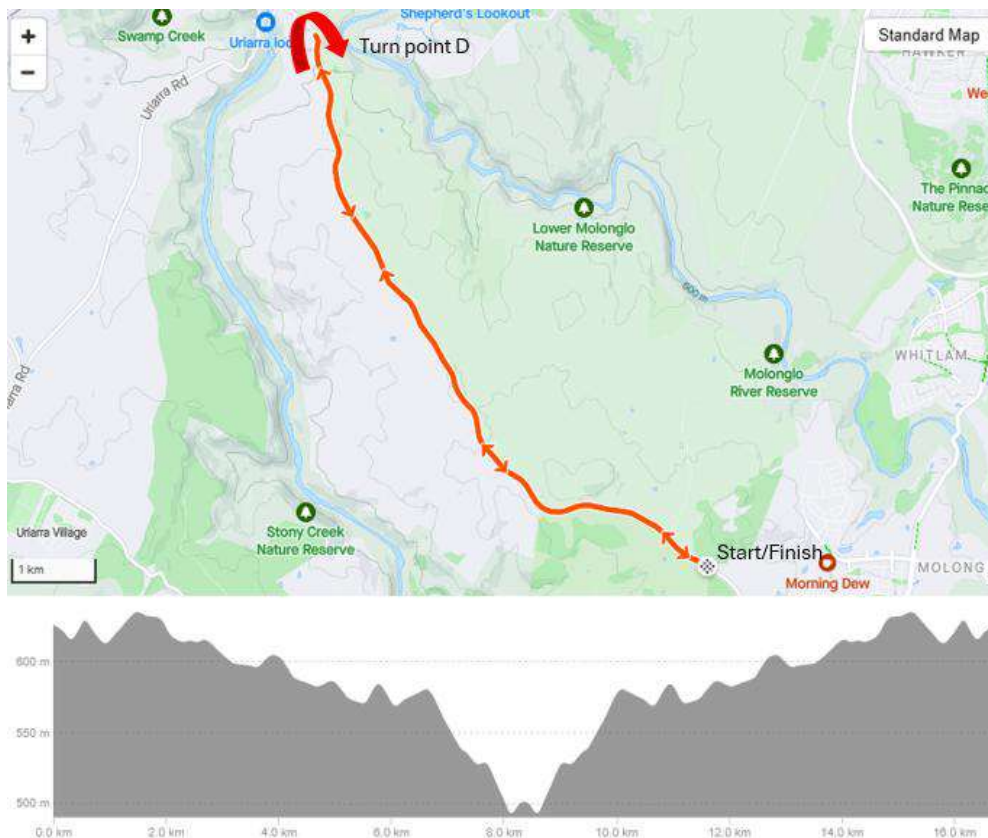 Shepherd's Lookout
Swamp Creek
Uriarra loo
Turn point D
Standard Map
HAWKER
We
Uriarra Rd
The Pinnac
Nature Rese
Lower Molonglo
Nature Reserve
600 m
WHITLAM
Molonglo
River Reserve
Uriarra Rd
Stony Creek
Nature Reserve
Uriarra Village
Start/Finish
1 km
Morning Dew
MOLONG
600 m
550 m
500 m
0.0 km 2.0 km 4.0 km 6.0 km 8.0 km 10.0 km 12.0 km 14.0 km 16.0 km